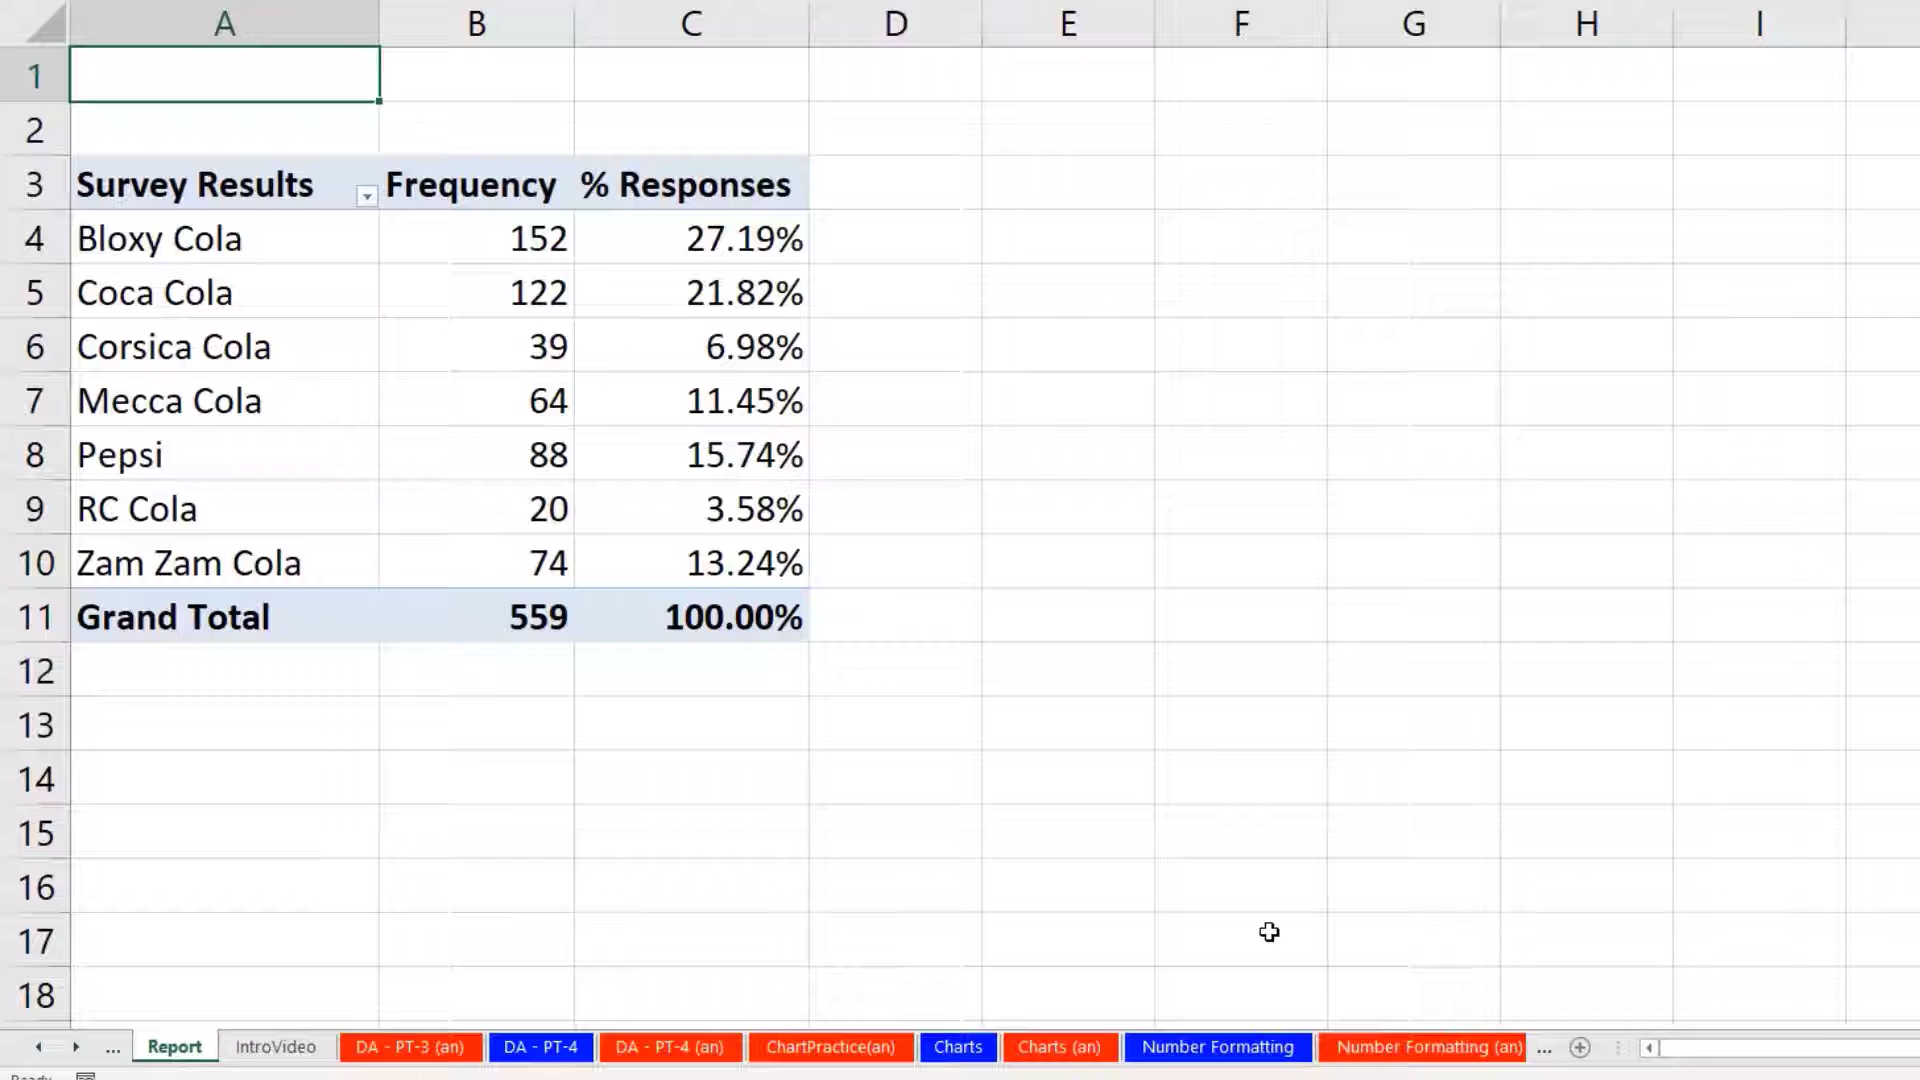 A B C D E F G H I
1
2
3 Survey Results Frequency % Responses
4 Bloxy Cola 152 27.19%
5 Coca Cola 122 21.82%
6 Corsica Cola 39 6.98%
7 Mecca Cola 64 11.45%
8 Pepsi 88 15.74%
9 RC Cola 20 3.58%
10 Zam Zam Cola 74 13.24%
11 Grand Total 559 100.00%
12
13
14
15
16
17
18
... Report IntroVideo DA - PT-3 (an) DA - PT-4 DA - PT-4 (an) ChartPractice(an) Charts Charts (an) Number Formatting Number Formatting (an) ...
Ready